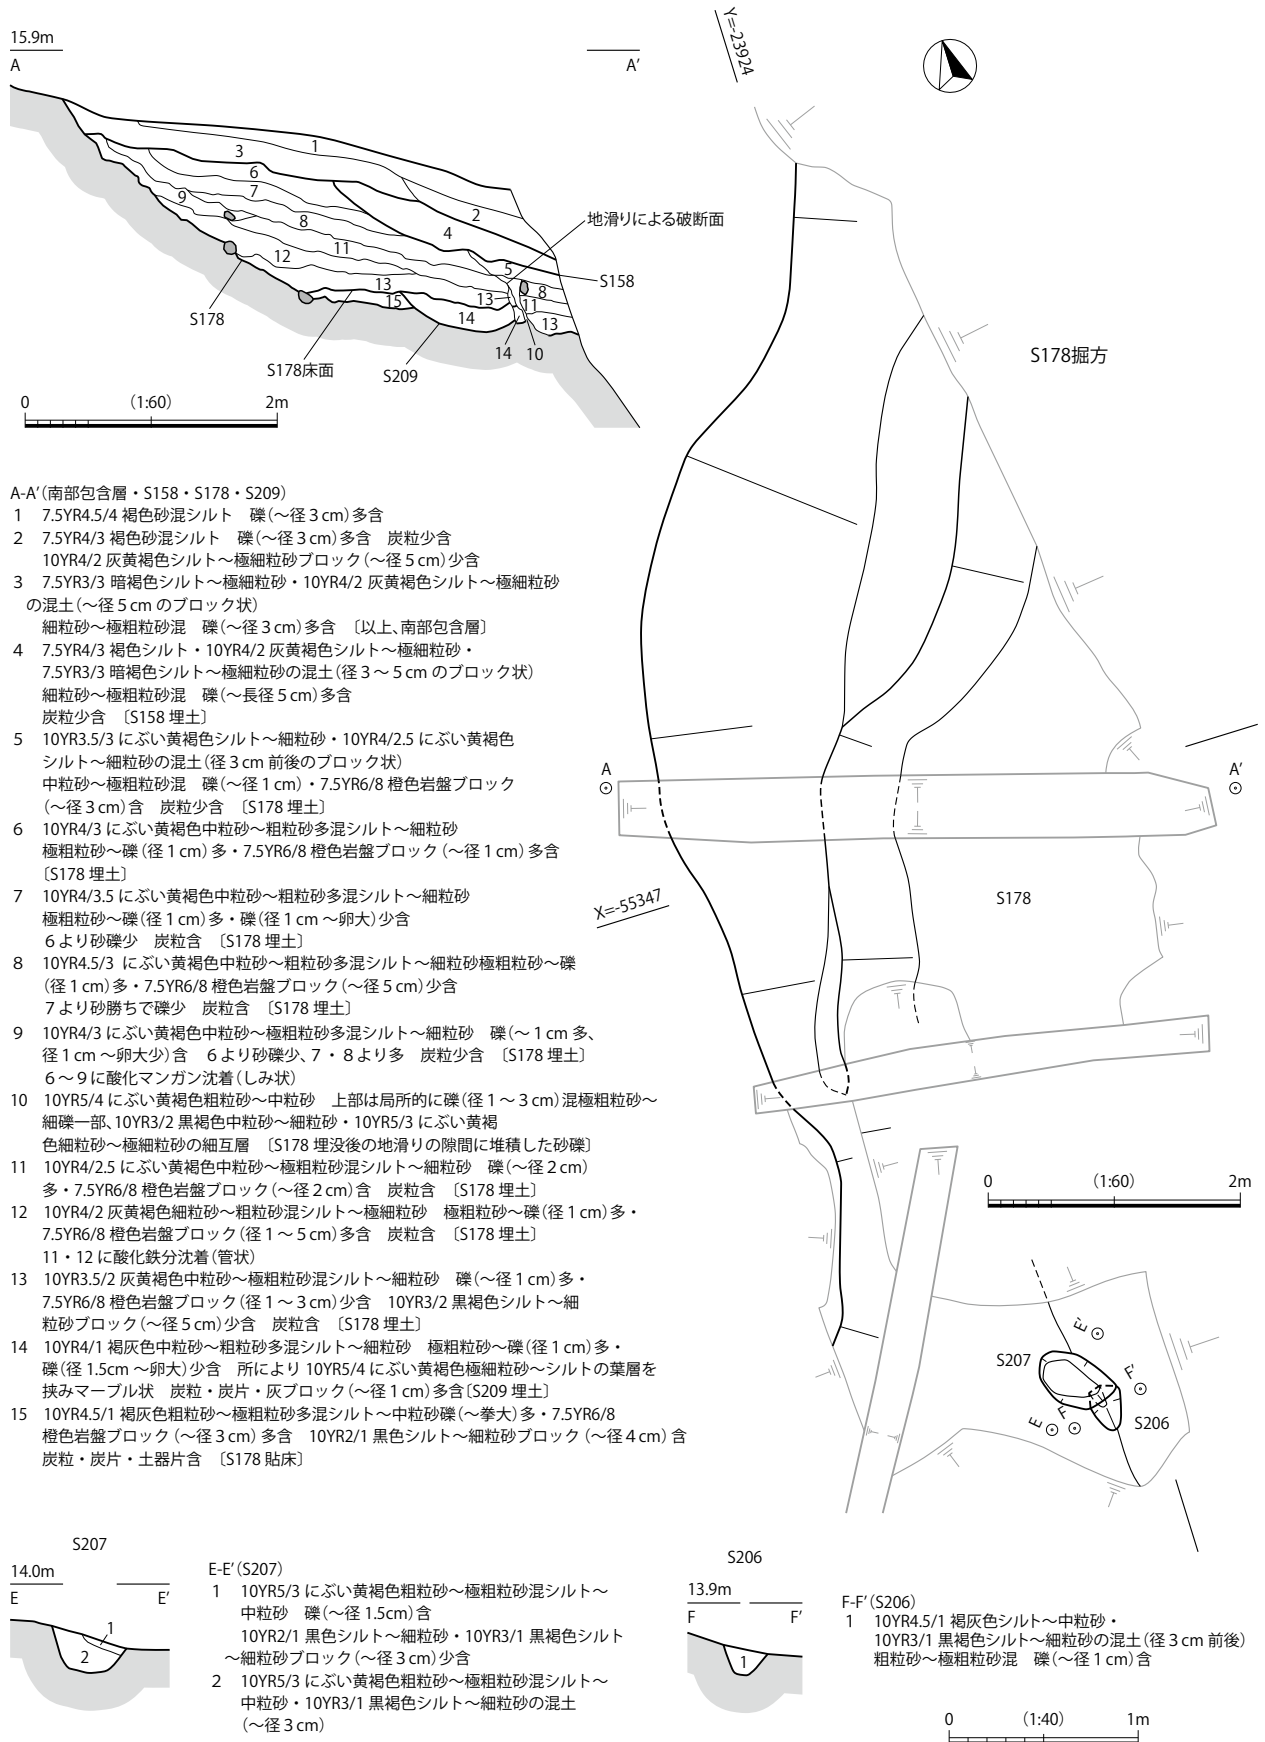 15.9m
A
A’
1
3
6
7
9
8
2
4
11
12
5
13
8
13
11
15
14
13
14
10
地滑りによる破断面
S158
S178
S178床面
S209
0
(1:60)
2m
A-A’(南部包含層・S158・S178・S209)
1 7.5YR4.5/4 褐色砂混シルト　礫(〜径3cm)多含
2 7.5YR4/3 褐色砂混シルト　礫(〜径3cm)多含　炭粒少含
10YR4/2 灰黄褐色シルト〜極細粒砂ブロック(〜径5cm)少含
3 7.5YR3/3 暗褐色シルト〜極細粒砂・10YR4/2 灰黄褐色シルト〜極細粒砂
の混土(〜径5cmのブロック状)
細粒砂〜極粗粒砂混　礫(〜径3cm)多含　〔以上、南部包含層〕
4 7.5YR4/3 褐色シルト・10YR4/2 灰黄褐色シルト〜極細粒砂・
7.5YR3/3 暗褐色シルト〜極細粒砂の混土(径3〜5cmのブロック状)
細粒砂〜極粗粒砂混　礫(〜長径5cm)多含
炭粒少含　〔S158 埋土〕
5 10YR3.5/3 にぶい黄褐色シルト〜細粒砂・10YR4/2.5 にぶい黄褐色
シルト〜細粒砂の混土(径3cm前後のブロック状)
中粒砂〜極粗粒砂混　礫(〜径1cm)・7.5YR6/8 橙色岩盤ブロック
(〜径3cm)含　炭粒少含　〔S178 埋土〕
6 10YR4/3 にぶい黄褐色中粒砂〜粗粒砂多混シルト〜細粒砂
極粗粒砂〜礫(径1cm)多・7.5YR6/8 橙色岩盤ブロック(〜径1cm)多含
〔S178 埋土〕
7 10YR4/3.5 にぶい黄褐色中粒砂〜粗粒砂多混シルト〜細粒砂
極粗粒砂〜礫(径1cm)多・礫(径1cm〜卵大)少含
6より砂礫少　炭粒含　〔S178 埋土〕
8 10YR4.5/3 にぶい黄褐色中粒砂〜粗粒砂多混シルト〜細粒砂極粗粒砂〜礫
(径1cm)多・7.5YR6/8 橙色岩盤ブロック(〜径5cm)少含
7より砂勝ちで礫少　炭粒含　〔S178 埋土〕
9 10YR4/3 にぶい黄褐色中粒砂〜極粗粒砂多混シルト〜細粒砂　礫(〜1cm多、
径1cm〜卵大少)含　6より砂礫少、7・8より多　炭粒少含　〔S178 埋土〕
6〜9に酸化マンガン沈着(しみ状)
10 10YR5/4 にぶい黄褐色粗粒砂〜中粒砂　上部は局所的に礫(径1〜3cm)混極粗粒砂〜
細礫一部、10YR3/2 黒褐色中粒砂〜細粒砂・10YR5/3 にぶい黄褐
色細粒砂〜極細粒砂の細互層　〔S178 埋没後の地滑りの隙間に堆積した砂礫〕
11 10YR4/2.5 にぶい黄褐色中粒砂〜極粗粒砂混シルト〜細粒砂　礫(〜径2cm)
多・7.5YR6/8 橙色岩盤ブロック(〜径2cm)含　炭粒含　〔S178 埋土〕
12 10YR4/2 灰黄褐色細粒砂〜粗粒砂混シルト〜極細粒砂　極粗粒砂〜礫(径1cm)多・
7.5YR6/8 橙色岩盤ブロック(径1〜5cm)多含　炭粒含　〔S178 埋土〕
11・12に酸化鉄分沈着(管状)
13 10YR3.5/2 灰黄褐色中粒砂〜極粗粒砂混シルト〜細粒砂　礫(〜径1cm)多・
7.5YR6/8 橙色岩盤ブロック(径1〜3cm)少含　10YR3/2 黒褐色シルト〜細
粒砂ブロック(〜径5cm)少含　炭粒含　〔S178 埋土〕
14 10YR4/1 褐灰色中粒砂〜粗粒砂多混シルト〜細粒砂　極粗粒砂〜礫(径1cm)多・
礫(径1.5cm〜卵大)少含　所により10YR5/4 にぶい黄褐色極細粒砂〜シルトの葉層を
挟みマーブル状　炭粒・炭片・灰ブロック(〜径1cm)多含〔S209 埋土〕
15 10YR4.5/1 褐灰色粗粒砂〜極粗粒砂多混シルト〜中粒砂礫(〜拳大)多・7.5YR6/8
橙色岩盤ブロック(〜径3cm)多含　10YR2/1 黒色シルト〜細粒砂ブロック(〜径4cm)含
炭粒・炭片・土器片含　〔S178 貼床〕
Y=-23924
S178掘方
A
A’
X=-55347
S178
0
(1:60)
2m
E’
S207
F’
E
F
S206
S207
14.0m
E
E’
1
2
E-E’(S207)
1 10YR5/3 にぶい黄褐色粗粒砂〜極粗粒砂混シルト〜
中粒砂　礫(〜径1.5cm)含
10YR2/1 黒色シルト〜細粒砂・10YR3/1 黒褐色シルト
〜細粒砂ブロック(〜径3cm)少含
2 10YR5/3 にぶい黄褐色粗粒砂〜極粗粒砂混シルト〜
中粒砂・10YR3/1 黒褐色シルト〜細粒砂の混土
(〜径3cm)
S206
13.9m
F
F’
1
F-F’(S206)
1 10YR4.5/1 褐灰色シルト〜中粒砂・
10YR3/1 黒褐色シルト〜細粒砂の混土(径3cm前後)
粗粒砂〜極粗粒砂混　礫(〜径1cm)含
0
(1:40)
1m